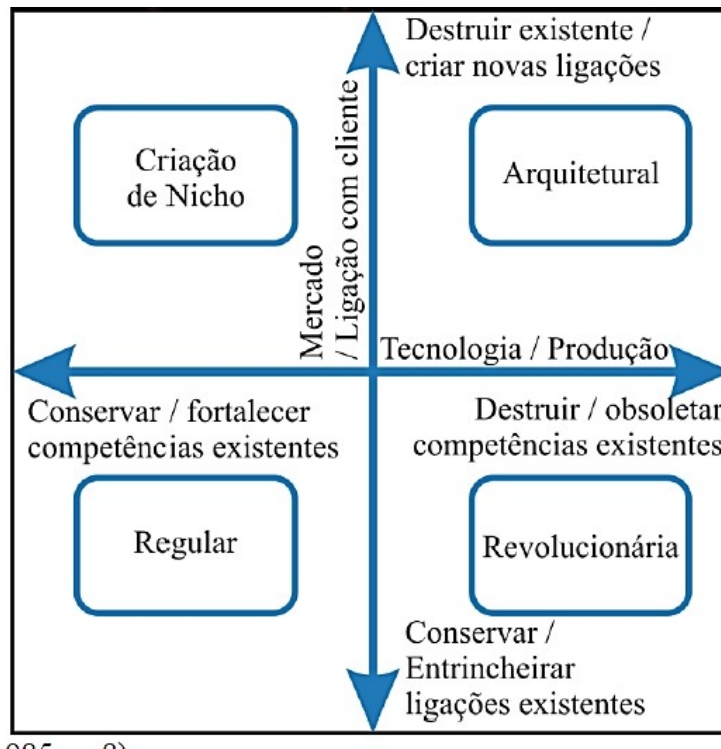 Destruir existente /
criar novas ligações
Criação
de Nicho
Arquitetural
Mercado
/ Ligação com cliente
Tecnologia / Produção
Conservar / fortalecer
competências existentes
Destruir / obsoletar
competências existentes
Regular
Revolucionária
Conservar /
Entrincheirar
ligações existentes